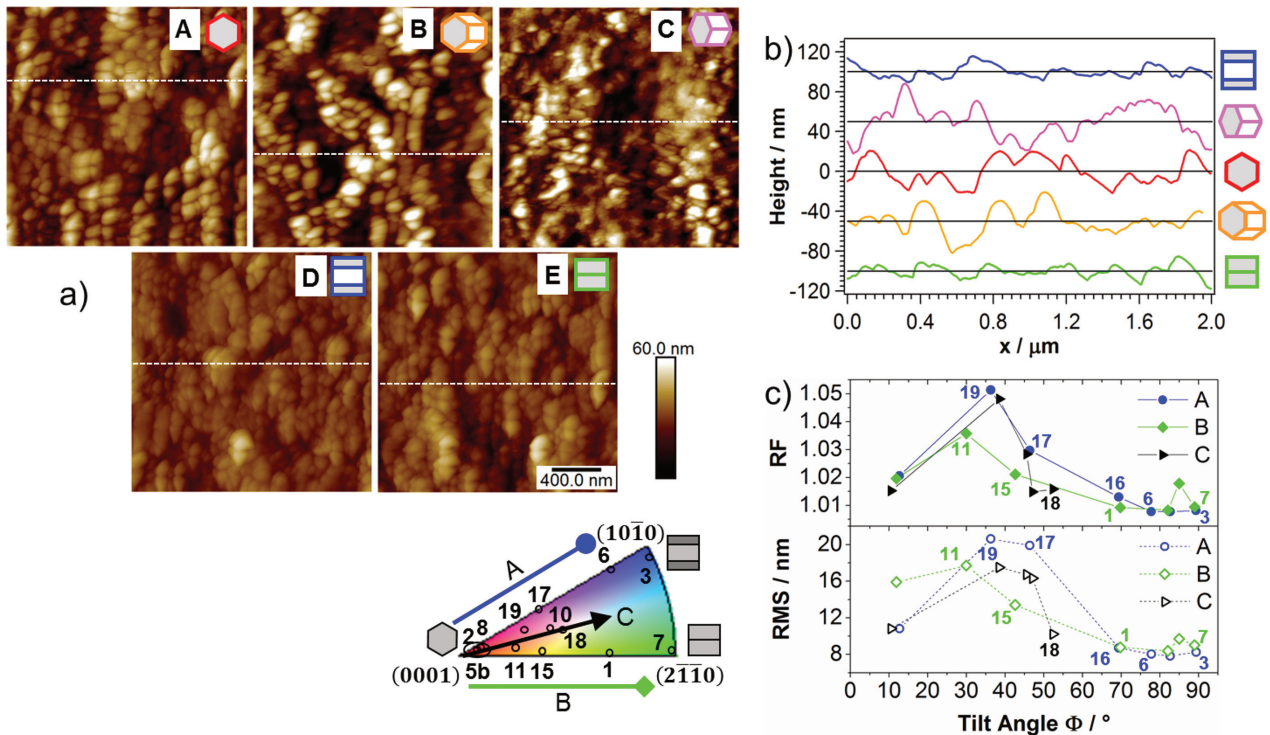 A
B
C
a)
D
E
60.0 nm
400.0 nm
b)
Height / nm
120
80
40
0
-40
-80
-120
0.0 0.4 0.8 1.2 1.6 2.0
x / μm
c)
RF
1.05
1.04
1.03
1.02
1.01
19
17
11
15
16
1
6
7
3
18
A
B
C
RMS / nm
20
16
12
8
11
19
17
15
18
16
1
6
7
3
A
B
C
0 10 20 30 40 50 60 70 80 90
Tilt Angle Φ / °
A
(101̅0)
6
3
17
19
10
C
8
2
18
7
(0001)
5b
11
15
1
(21̅1̅0)
B